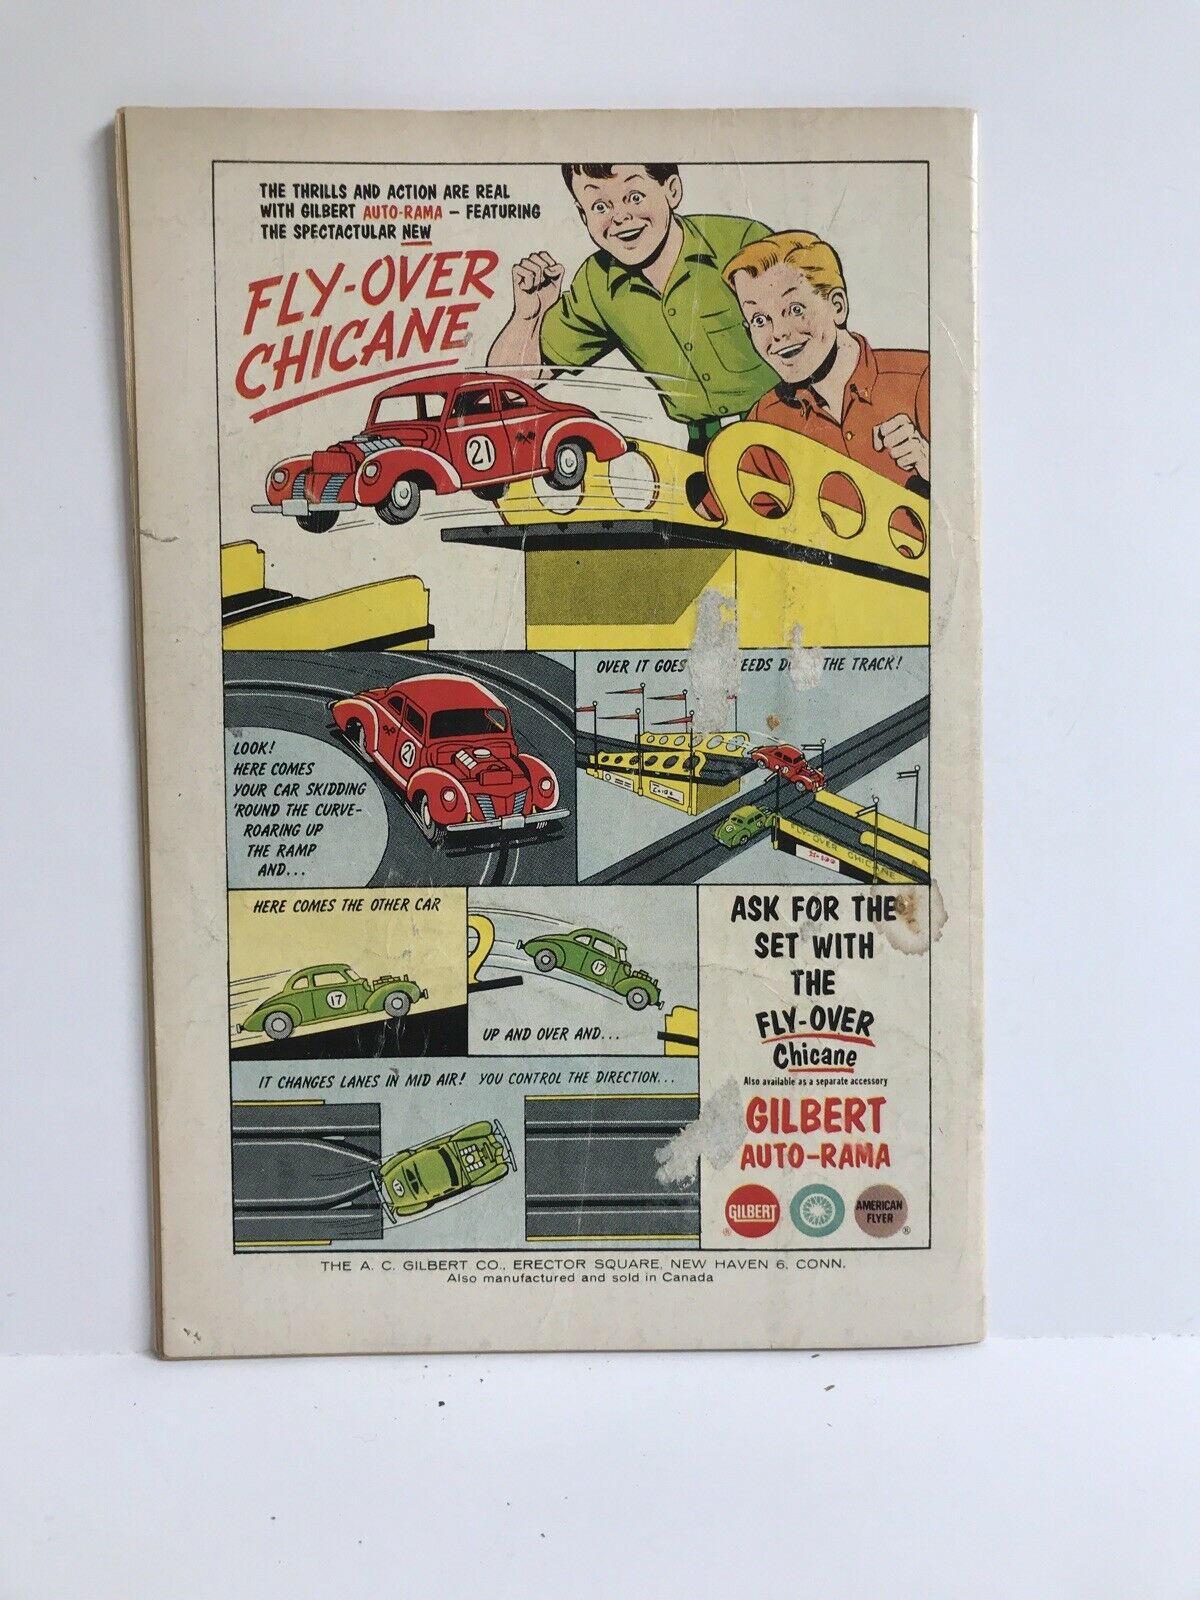 THE THRILLS AND ACTION ARE REAL
WITH GILBERT AUTO-RAMA – FEATURING
THE SPECTACTULAR NEW
FLY-OVER
CHICANE
21
LOOK!
HERE COMES
YOUR CAR SKIDDING
'ROUND THE CURVE–
ROARING UP
THE RAMP
AND...
21
OVER IT GOES EEDS THE TRACK!
FLY-OVER CHICANE
HERE COMES THE OTHER CAR
17
17
UP AND OVER AND...
IT CHANGES LANES IN MID AIR! YOU CONTROL THE DIRECTION...
17
ASK FOR THE
SET WITH
THE
FLY-OVER
Chicane
Also available as a separate accessory
GILBERT
AUTO-RAMA
GILBERT
®
AMERICAN
FLYER
®
THE A. C. GILBERT CO., ERECTOR SQUARE, NEW HAVEN 6, CONN.
Also manufactured and sold in Canada